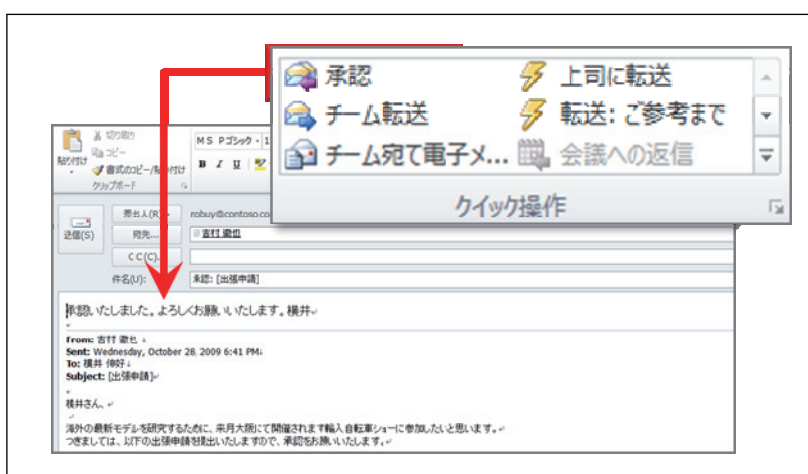 承認
上司に転送
チーム転送
転送: ご参考まで
チーム宛て電子メ...
会議への返信
クイック操作
切り取り
コピー
貼り付け
書式のコピー/貼り付け
クリップボード
MS Pゴシック
B I U
送信(S)
差出人(R)
robuy@contoso.co
宛先...
吉村 徹也
CC(C)...
件名(U):
承認: [出張申請]
承認いたしました。よろしくお願いいたします。横井
From: 吉村 徹也
Sent: Wednesday, October 28, 2009 6:41 PM
To: 横井 伸好
Subject: [出張申請]
横井さん、
海外の最新モデルを研究するために、来月大阪にて開催されます輸入自転車ショーに参加したいと思います。
つきましては、以下の出張申請を提出いたしますので、承認をお願いいたします。